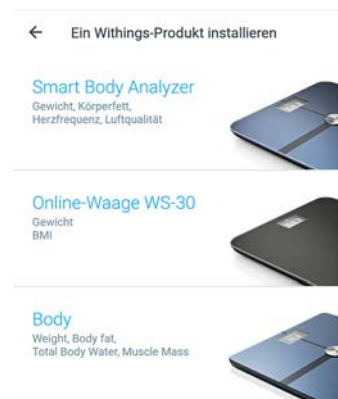 Ein Withings-Produkt installieren
Smart Body Analyzer
Gewicht, Körperfett,
Herzfrequenz, Luftqualität
Online-Waage WS-30
Gewicht
BMI
Body
Weight, Body fat,
Total Body Water, Muscle Mass